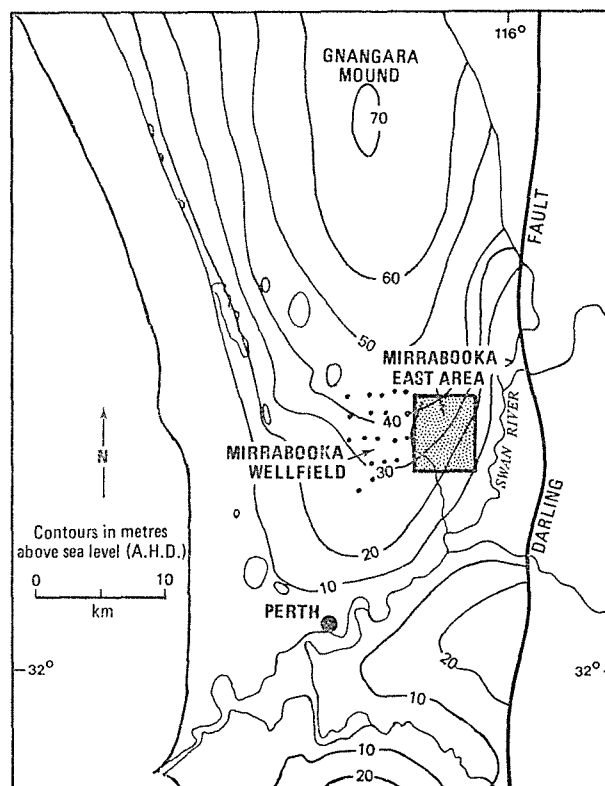 116°
GNANGARA
MOUND
70
60
50
FAULT
MIRRABOOKA
EAST AREA
40
MIRRABOOKA
WELLFIELD
30
SWAN RIVER
N
Contours in metres
above sea level (A.H.D.)
0 10
km
20
10
DARLING
PERTH
20
32°
32°
10
10
20